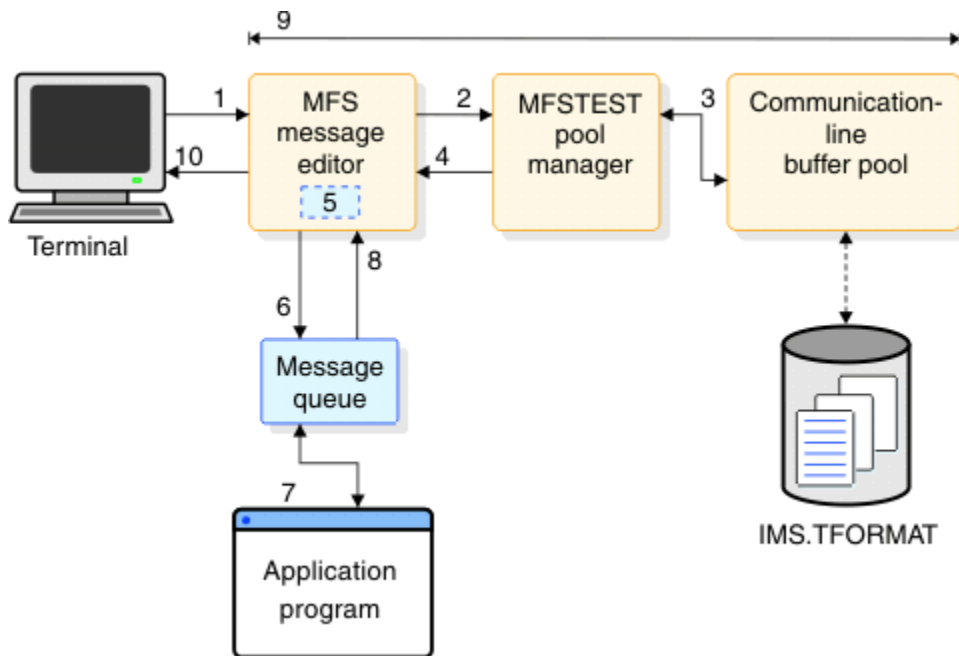 9
1
MFS
message
editor
2
MFSTEST
pool
manager
3
Communication-
line
buffer pool
10
4
5
Terminal
8
6
Message
queue
7
IMS.TFORMAT
Application
program